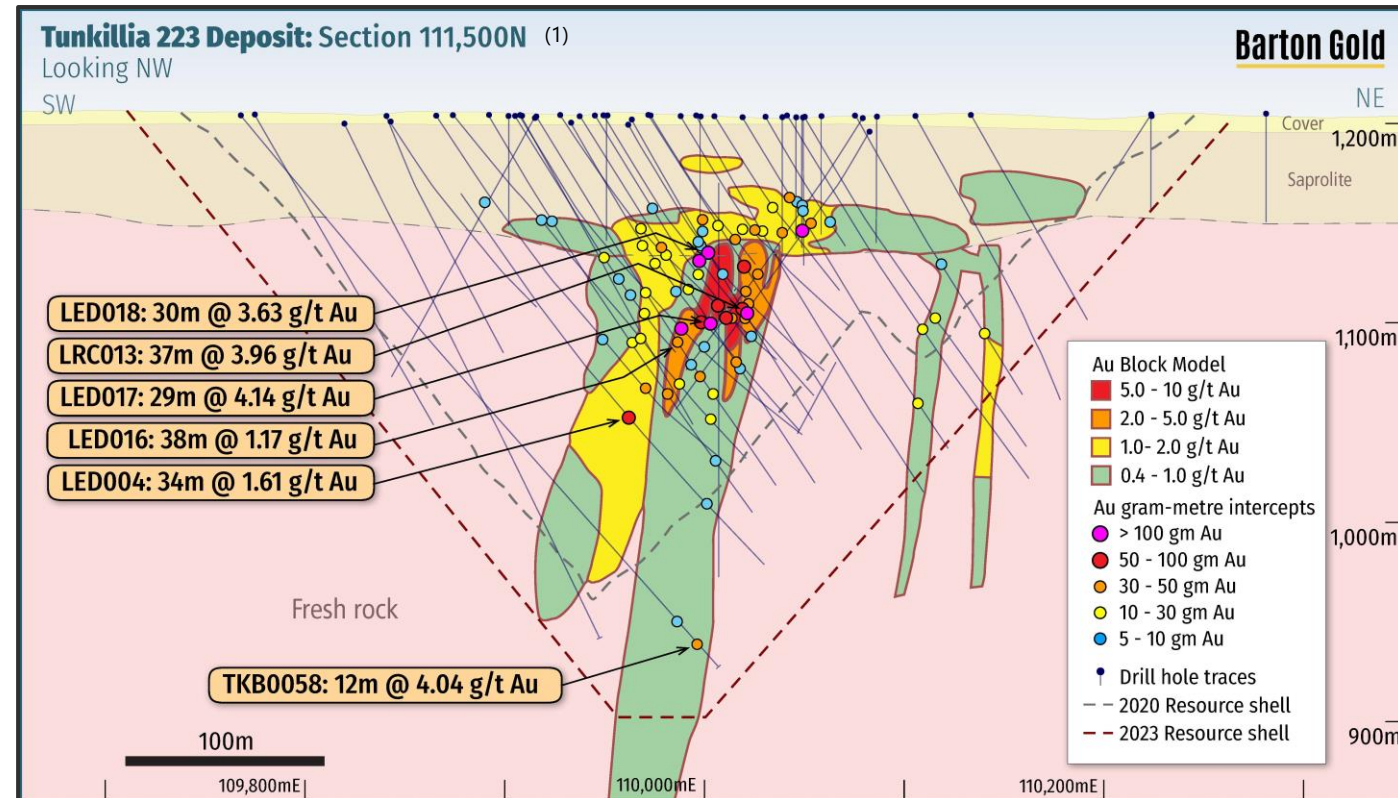 Tunkillia 223 Deposit: Section 111,500N (1)
Looking NW
SW
Barton Gold
NE
Cover
1,200m
Saprolite
LED018: 30m @ 3.63 g/t Au
LRC013: 37m @ 3.96 g/t Au
LED017: 29m @ 4.14 g/t Au
LED016: 38m @ 1.17 g/t Au
LED004: 34m @ 1.61 g/t Au
1,100m
Au Block Model
5.0 - 10 g/t Au
2.0 - 5.0 g/t Au
1.0- 2.0 g/t Au
0.4 - 1.0 g/t Au
Au gram-metre intercepts
> 100 gm Au
50 - 100 gm Au
30 - 50 gm Au
10 - 30 gm Au
5 - 10 gm Au
Drill hole traces
2020 Resource shell
2023 Resource shell
1,000m
Fresh rock
TKB0058: 12m @ 4.04 g/t Au
900m
100m
109,800mE
110,000mE
110,200mE